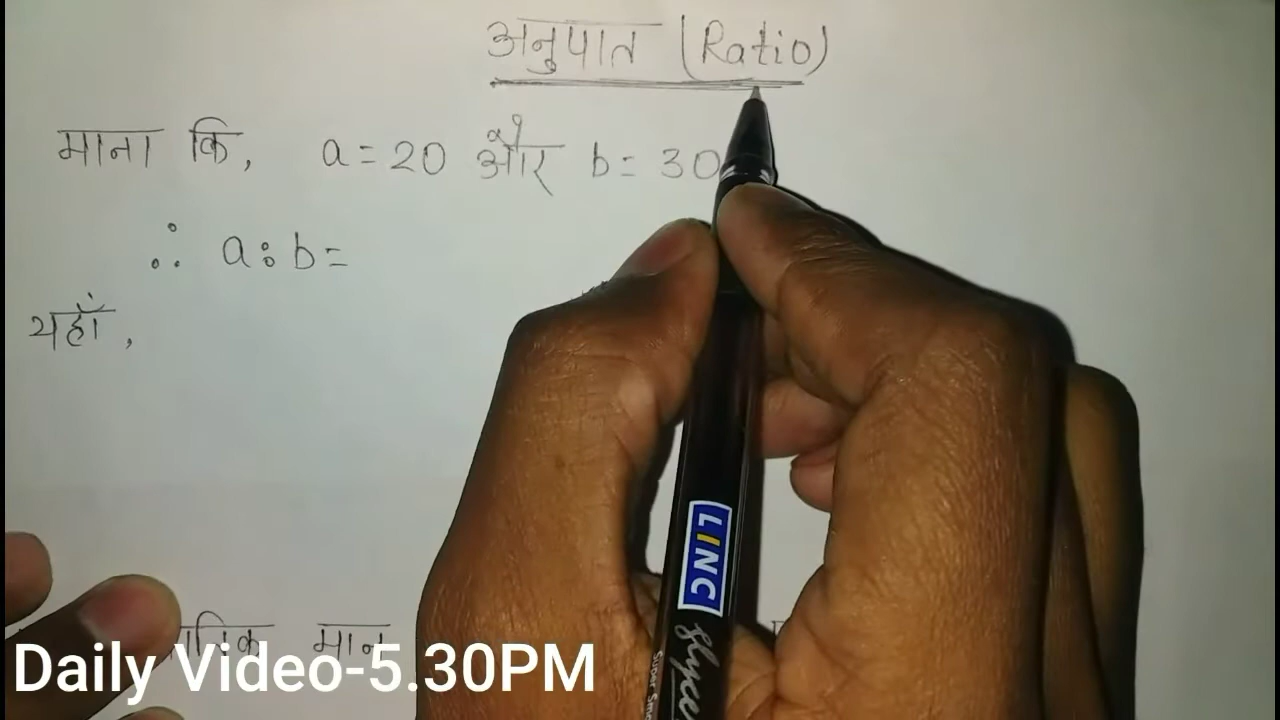 अनुपात (Ratio)
माना कि, a = 20 और b = 30
∴ a : b =
यहाँ,
मान
Daily Video-5.30PM
LINC